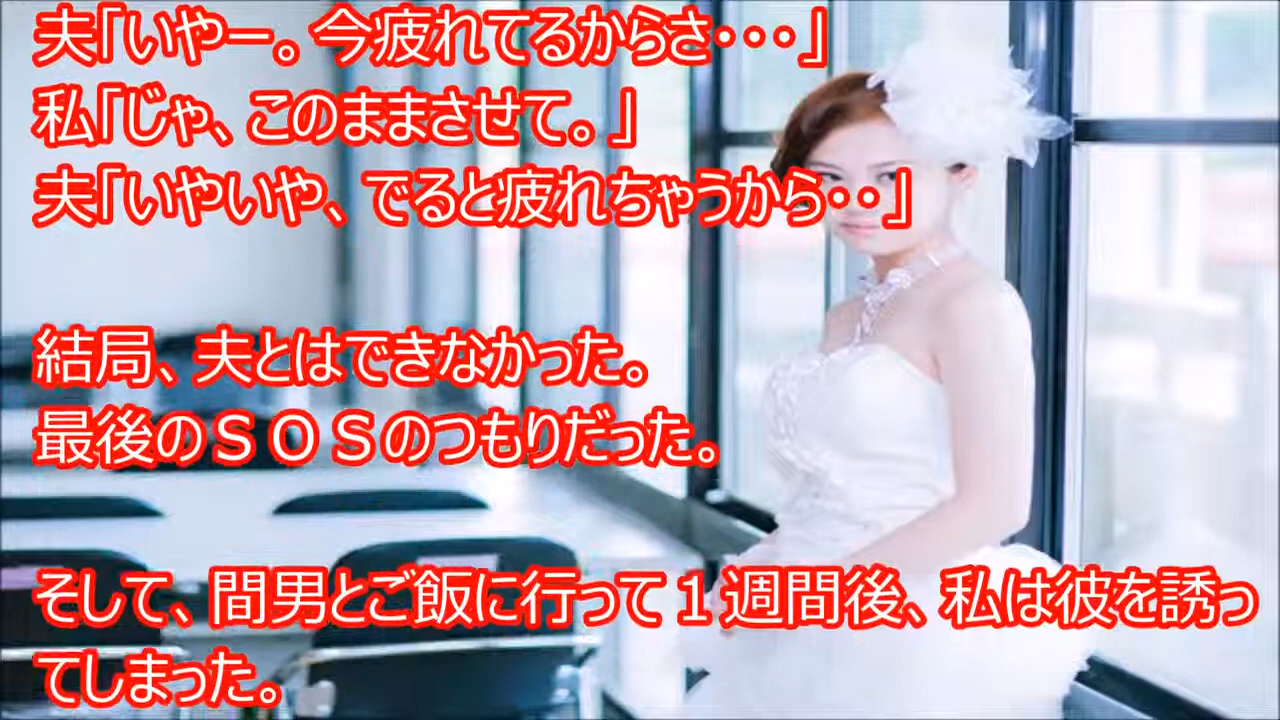 夫「いやー。今疲れてるからさ・・・」
私「じゃ、このままさせて。」
夫「いやいや、でると疲れちゃうから・・」
結局、夫とはできなかった。
最後のＳＯＳのつもりだった。
そして、間男とご飯に行って１週間後、私は彼を誘っ
てしまった。